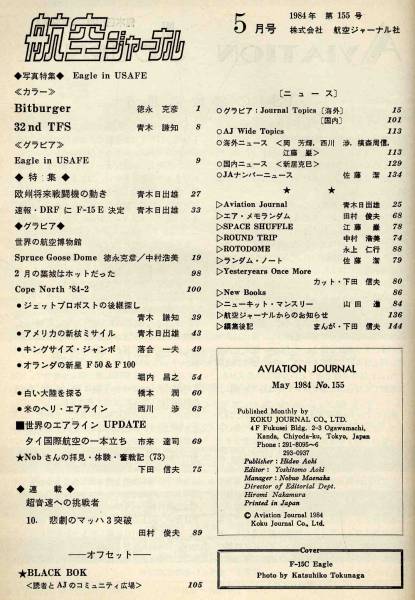 航空ジャーナル
5月号
1984年 第155号
株式会社 航空ジャーナル社
◆写真特集◆ Eagle in USAFE
≪カラー≫
Bitburger 徳永 克彦 1
32nd TFS 青木 謙知 8
≪グラビア≫
Eagle in USAFE 9
◆ 特 集 ◆
欧州将来戦闘機の動き 青木日出雄 27
速報・DRFにF-15E決定 青木日出雄 33
◆グラビア◆
世界の航空博物館
Spruce Goose Dome 徳永克彦／中村浩美 19
2月の葉城はホットだった 98
Cope North '84-2 100
●ジェットプロボストの後継探し
青木 謙知 39
●アメリカの新核ミサイル 青木日出雄 43
●キングサイズ・ジャンボ 落合 一夫 49
●オランダの新星 F50＆F100
堀内 昌之 54
●白い大陸を探る 橋本 潤 60
●米のヘリ・エアライン 西川 渉 63
■世界のエアライン UPDATE
タイ国際航空の一本立ち 市来 達司 69
★Nobさんの拝見・体験・奮戦記 (73)
下田 信夫 75
◆ 連 載 ◆
超音速への挑戦者
10. 悲劇のマッハ3突破
田村 俊夫 89
――オフセット――
★BLACK BOK
＜読者とAJのコミュニティ広場＞ 105
〔ニュース〕
○グラビア：Journal Topics〔海外〕 15
〔国内〕 101
○AJ Wide Topics 113
○海外ニュース ＜岡 芳輝, 西川 渉, 横森周信,
江藤 巌＞ 113
○国内ニュース ＜新居克巳＞ 129
○JAナンバーニュース 佐藤 潔 134
★ ★
▷Aviation Journal 青木日出雄 25
▷エア・メモランダム 田村 俊夫 68
▷SPACE SHUFFLE 江藤 巌 78
▷ROUND TRIP 中村 浩美 74
▷ROTODOME 永上 仁行 88
▷ランダム・ノート 佐藤 潔 79
▷Yesteryears Once More
カット・下田 信夫 80
▷New Books 86
▷ニューキット・マンスリー 山田 進 84
▷航空ジャーナルからのお知らせ 136
▷編集後記 まんが・下田 信夫 144
AVIATION JOURNAL
May 1984 No.155
Published Monthly by
KOKU JOURNAL CO., LTD.
4F Fukusei Bldg. 2-3 Ogawamachi,
Kanda, Chiyoda-ku, Tokyo, Japan
Phone: 291-8095~6
293-0937
Publisher: Hideo Aoki
Editor: Yoshitomo Aoki
Manager: Nobuo Maenaka
Director of Editorial Dept.
Hiromi Nakamura
Printed in Japan
© Aviation Journal 1984
Koku Journal Co., Ltd.
Cover
F-15C Eagle
Photo by Katsuhiko Tokunaga